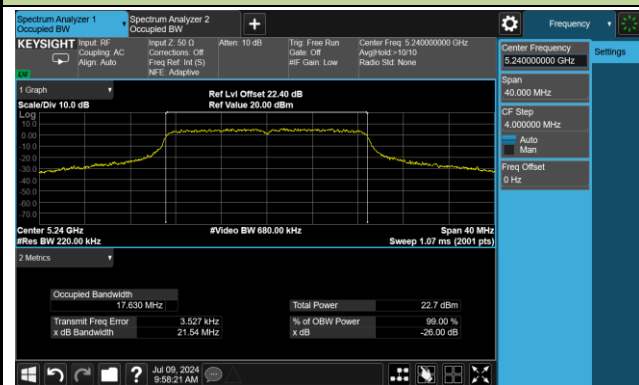 Spectrum Analyzer 1
Occupied BW
Spectrum Analyzer 2
Occupied BW
+
Frequency
KEYSIGHT
Input: RF
Coupling: AC
Align: Auto
Input Z: 50 Ω
Corrections: Off
Freq Ref: Int (S)
NFE: Adaptive
Atten: 10 dB
Trig: Free Run
Gate: Off
#IF Gain: Low
Center Freq: 5.240000000 GHz
Avg|Hold:>10/10
Radio Std: None
Center Frequency
5.240000000 GHz
Settings
Span
40.000 MHz
CF Step
4.000000 MHz
Auto
Man
Freq Offset
0 Hz
1 Graph
Scale/Div 10.0 dB
Ref Lvl Offset 22.40 dB
Ref Value 20.00 dBm
Log
10.0
0.00
-10.0
-20.0
-30.0
-40.0
-50.0
-60.0
-70.0
Center 5.24 GHz
#Res BW 220.00 kHz
#Video BW 680.00 kHz
Span 40 MHz
Sweep 1.07 ms (2001 pts)
2 Metrics
Occupied Bandwidth
17.630 MHz
Total Power 22.7 dBm
Transmit Freq Error 3.527 kHz
% of OBW Power 99.00 %
x dB Bandwidth 21.54 MHz
x dB -26.00 dB
?
Jul 09, 2024
9:58:21 AM